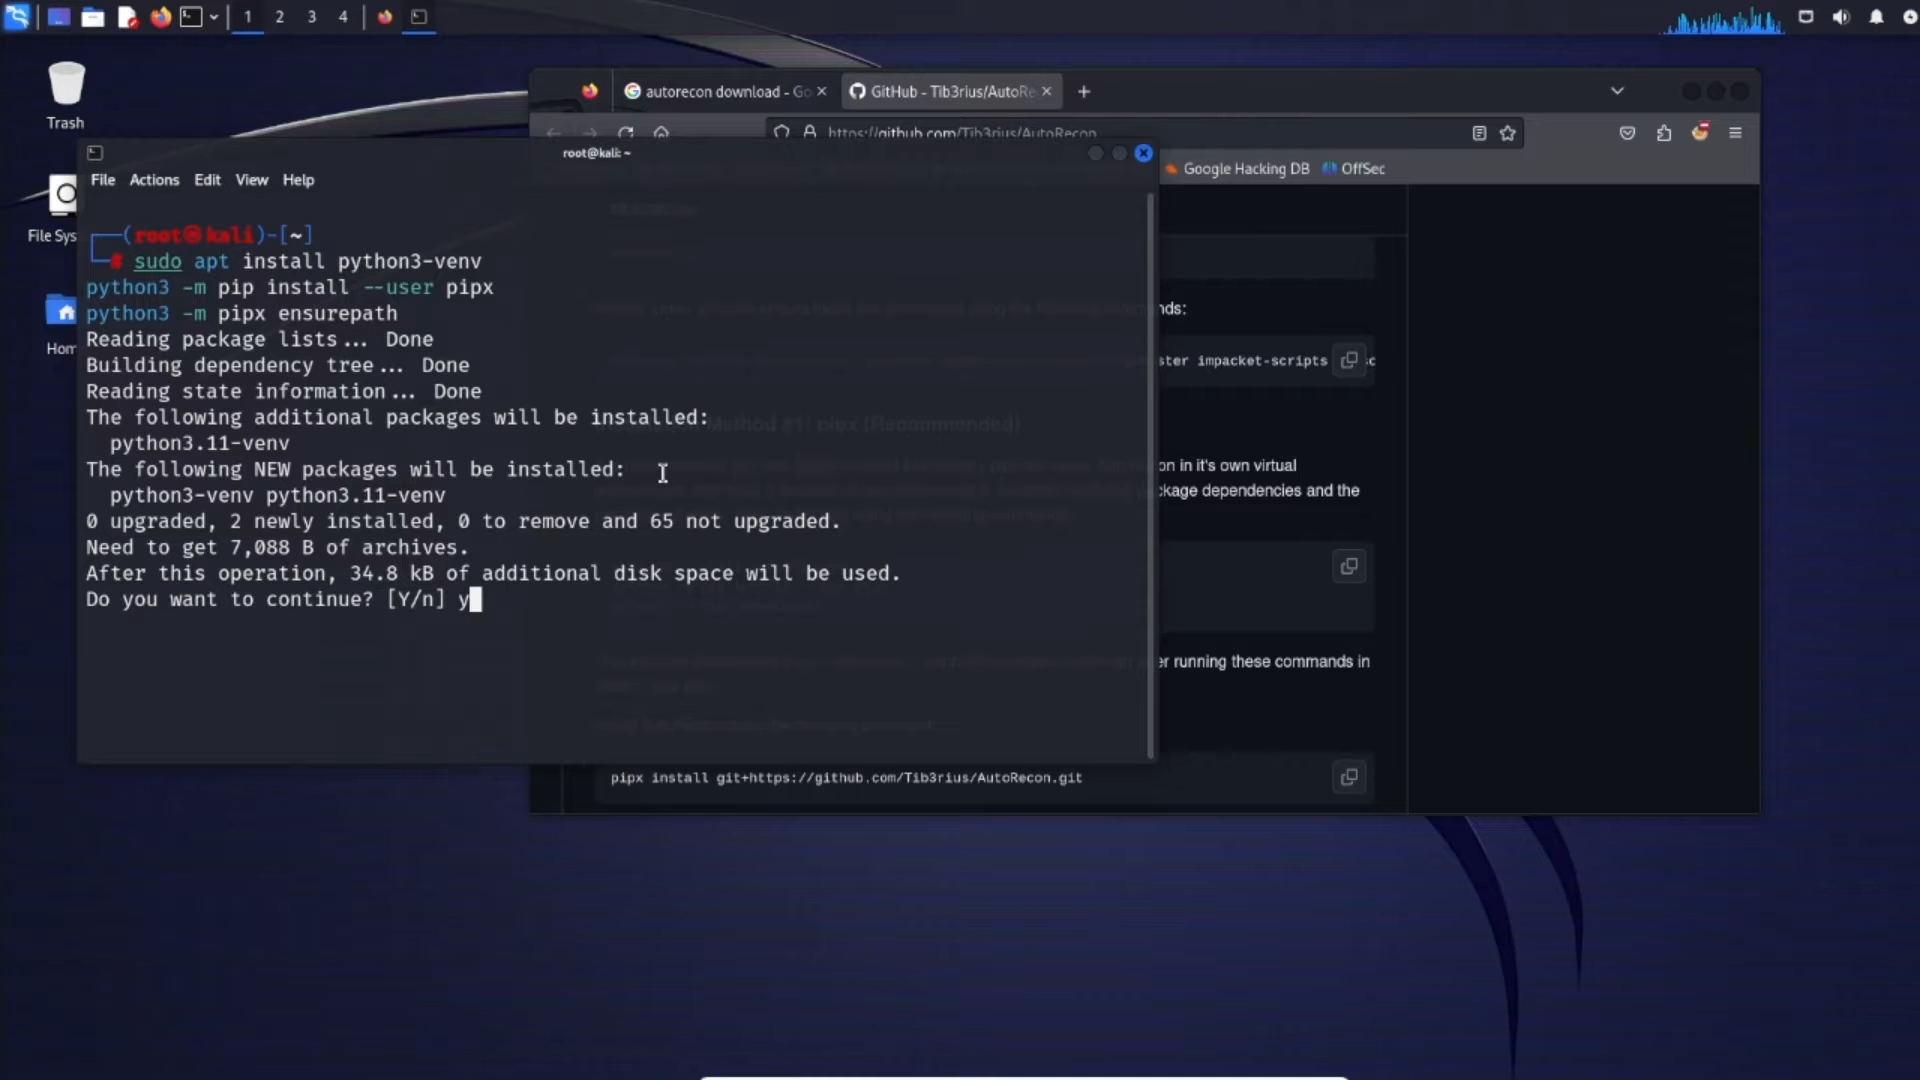 1 2 3 4
Trash
File Sys
Hom
autorecon download - Go
GitHub - Tib3rius/AutoRe
https://github.com/Tib3rius/AutoRecon
Google Hacking DB
OffSec
root@kali: ~
File Actions Edit View Help
┌──(root㉿kali)-[~]
└─# sudo apt install python3-venv
python3 -m pip install --user pipx
python3 -m pipx ensurepath
Reading package lists... Done
Building dependency tree... Done
Reading state information... Done
The following additional packages will be installed:
python3.11-venv
The following NEW packages will be installed:
python3-venv python3.11-venv
0 upgraded, 2 newly installed, 0 to remove and 65 not upgraded.
Need to get 7,088 B of archives.
After this operation, 34.8 kB of additional disk space will be used.
Do you want to continue? [Y/n] y
nds:
ster impacket-scripts
Method #1: pipx (Recommended)
on in it's own virtual
ckage dependencies and the
er running these commands in
pipx install git+https://github.com/Tib3rius/AutoRecon.git